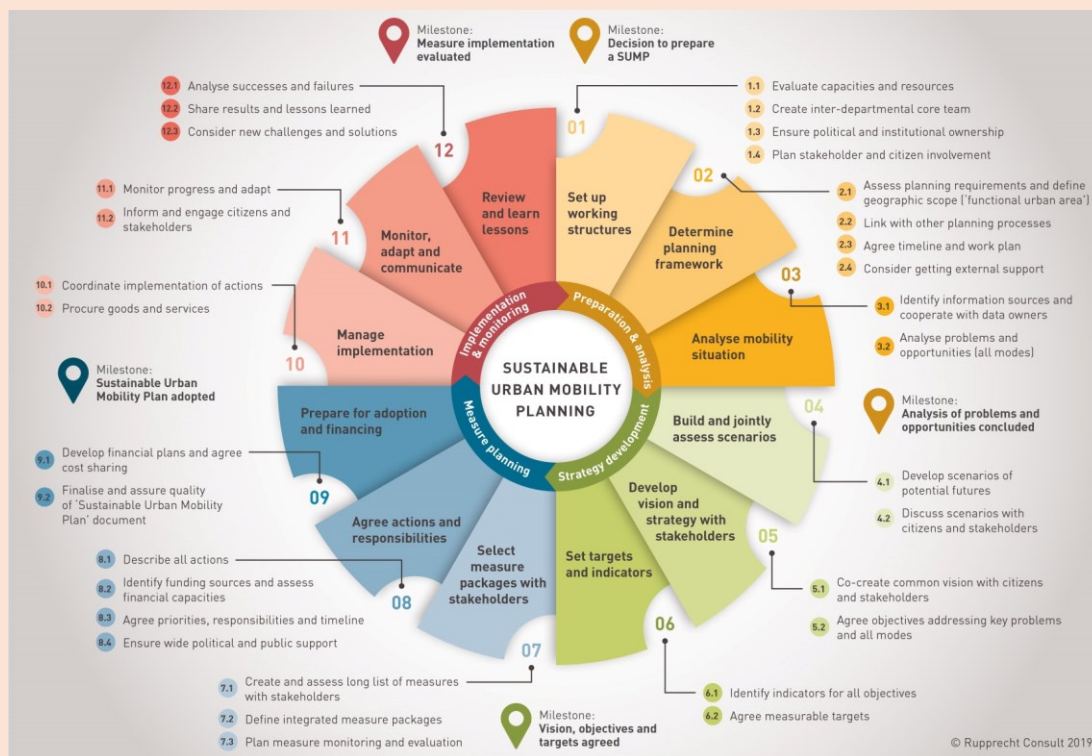 Milestone:
Measure implementation
evaluated
Milestone:
Decision to prepare
a SUMP
12.1 Analyse successes and failures
12.2 Share results and lessons learned
12.3 Consider new challenges and solutions
1.1 Evaluate capacities and resources
1.2 Create inter-departmental core team
1.3 Ensure political and institutional ownership
1.4 Plan stakeholder and citizen involvement
11.1 Monitor progress and adapt
11.2 Inform and engage citizens and
stakeholders
2.1 Assess planning requirements and define
geographic scope (‘functional urban area’)
2.2 Link with other planning processes
2.3 Agree timeline and work plan
2.4 Consider getting external support
10.1 Coordinate implementation of actions
10.2 Procure goods and services
3.1 Identify information sources and
cooperate with data owners
3.2 Analyse problems and
opportunities (all modes)
Milestone:
Sustainable Urban
Mobility Plan adopted
Milestone:
Analysis of problems and
opportunities concluded
01
Set up
working
structures
02
Determine
planning
framework
03
Analyse mobility
situation
04
Build and jointly
assess scenarios
05
Develop
vision and
strategy with
stakeholders
06
Set targets
and indicators
07
Select
measure
packages with
stakeholders
08
Agree actions and
responsibilities
09
Prepare for adoption
and financing
10
Manage
implementation
11
Monitor,
adapt and
communicate
12
Review
and learn
lessons
Preparation & analysis
Strategy development
Measure planning
Implementation
& monitoring
SUSTAINABLE
URBAN MOBILITY
PLANNING
9.1 Develop financial plans and agree
cost sharing
9.2 Finalise and assure quality
of ‘Sustainable Urban Mobility
Plan’ document
4.1 Develop scenarios of
potential futures
4.2 Discuss scenarios with
citizens and stakeholders
8.1 Describe all actions
8.2 Identify funding sources and assess
financial capacities
8.3 Agree priorities, responsibilities and timeline
8.4 Ensure wide political and public support
5.1 Co-create common vision with citizens
and stakeholders
5.2 Agree objectives addressing key problems
and all modes
7.1 Create and assess long list of measures
with stakeholders
7.2 Define integrated measure packages
7.3 Plan measure monitoring and evaluation
Milestone:
Vision, objectives and
targets agreed
6.1 Identify indicators for all objectives
6.2 Agree measurable targets
© Rupprecht Consult 2019